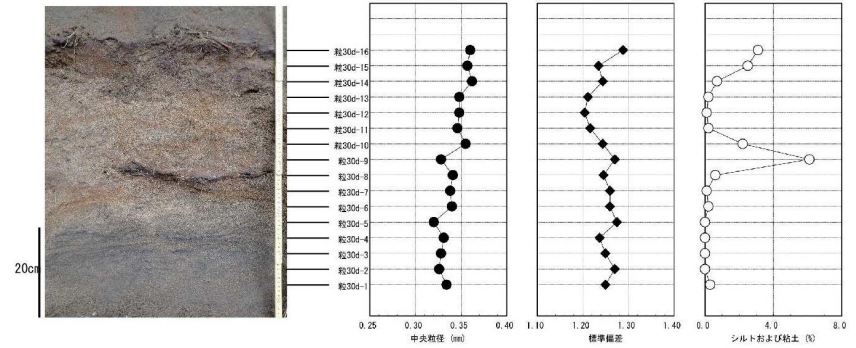 粒30d-16
粒30d-15
粒30d-14
粒30d-13
粒30d-12
粒30d-11
粒30d-10
粒30d-9
粒30d-8
粒30d-7
粒30d-6
粒30d-5
粒30d-4
粒30d-3
粒30d-2
粒30d-1
20cm
0.25 0.30 0.35 0.40
中央粒径 (mm)
1.10 1.20 1.30 1.40
標準偏差
0.0 2.0 4.0 6.0 8.0
シルトおよび粘土 (%)